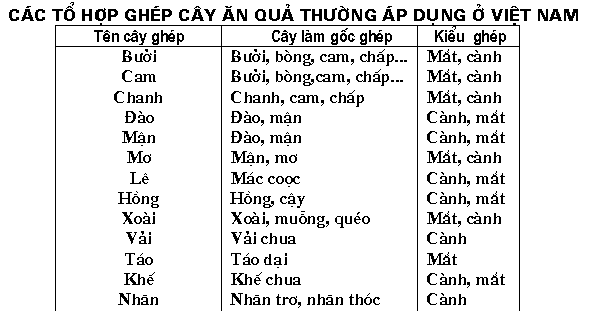 CÁC TỔ HỢP GHÉP CÂY ĂN QUẢ THƯỜNG ÁP DỤNG Ở VIỆT NAM
Tên cây ghép Cây làm gốc ghép Kiểu ghép
Bưởi Bưởi, bòng, cam, chấp... Mắt, cành
Cam Bưởi, bòng,cam, chấp... Mắt, cành
Chanh Chanh, cam, chấp Mắt, cành
Đào Đào, mận Cành, mắt
Mận Đào, mận Cành, mắt
Mơ Mận, mơ Mắt, cành
Lê Mác coọc Cành, mắt
Hồng Hồng, cậy Cành, mắt
Xoài Xoài, muỗng, quéo Mắt, cành
Vải Vải chua Cành
Táo Táo dại Mắt
Khế Khế chua Cành, mắt
Nhãn Nhãn trơ, nhãn thóc Cành